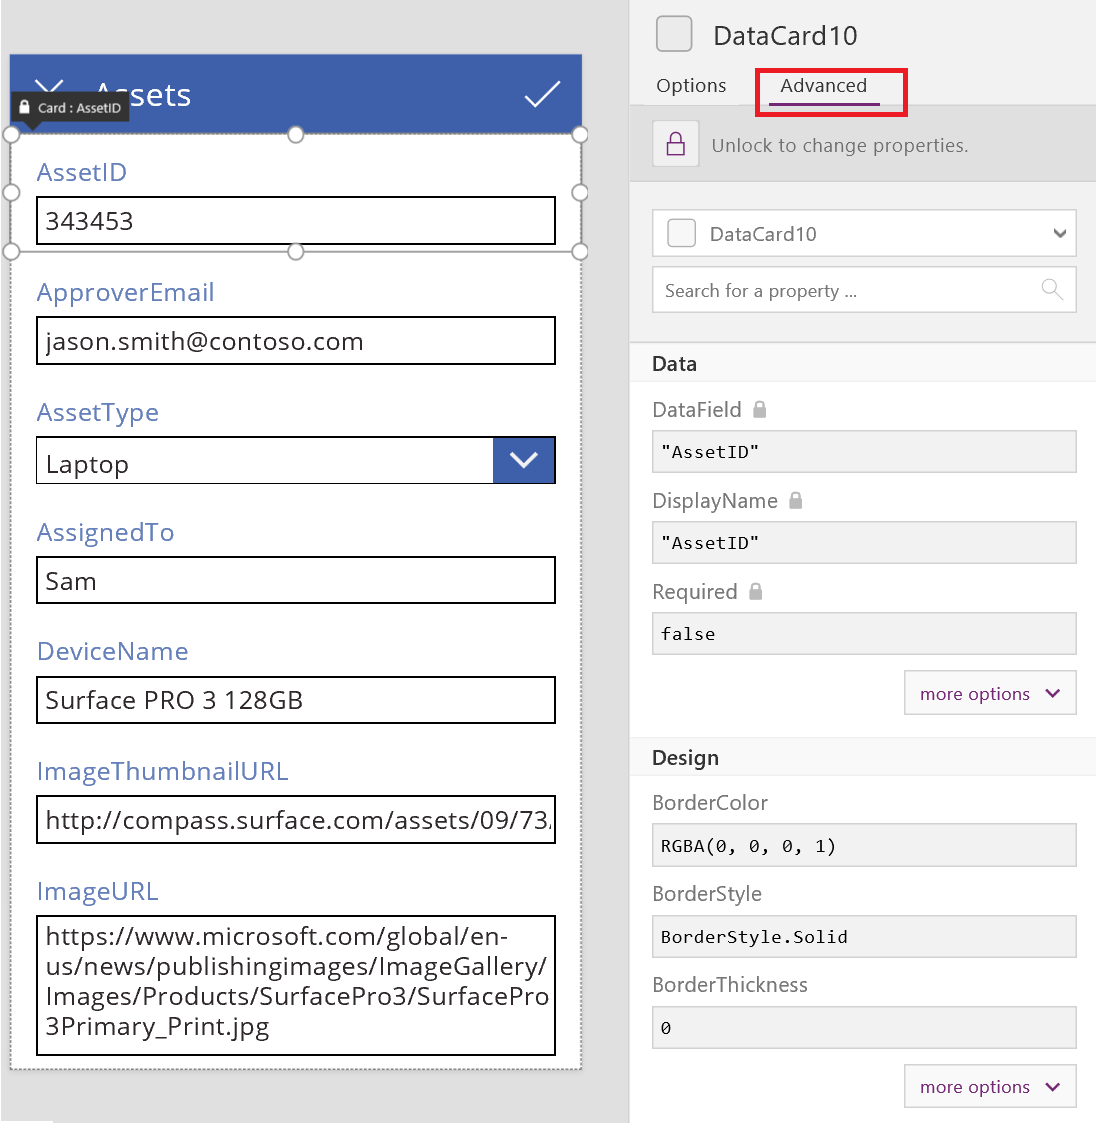 Assets
Card : AssetID
AssetID
343453
ApproverEmail
jason.smith@contoso.com
AssetType
Laptop
AssignedTo
Sam
DeviceName
Surface PRO 3 128GB
ImageThumbnailURL
http://compass.surface.com/assets/09/73/
ImageURL
https://www.microsoft.com/global/en-
us/news/publishingimages/ImageGallery/
Images/Products/SurfacePro3/SurfacePro
3Primary_Print.jpg
DataCard10
Options
Advanced
Unlock to change properties.
DataCard10
Search for a property ...
Data
DataField
"AssetID"
DisplayName
"AssetID"
Required
false
more options
Design
BorderColor
RGBA(0, 0, 0, 1)
BorderStyle
BorderStyle.Solid
BorderThickness
0
more options